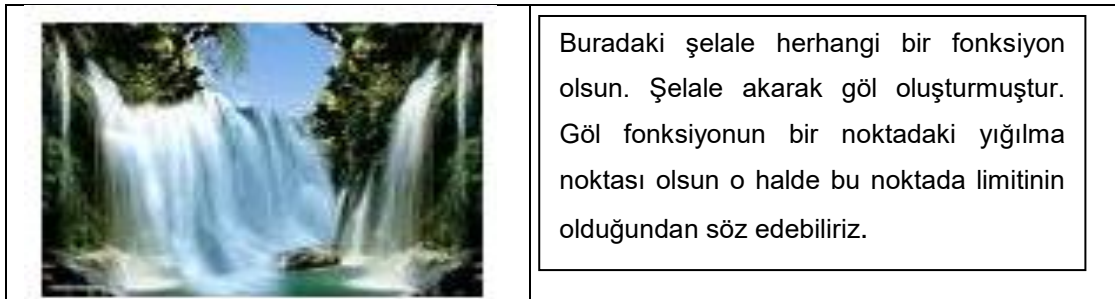 Buradaki şelale herhangi bir fonksiyon
olsun. Şelale akarak göl oluşturmuştur.
Göl fonksiyonun bir noktadaki yığılma
noktası olsun o halde bu noktada limitinin
olduğundan söz edebiliriz.